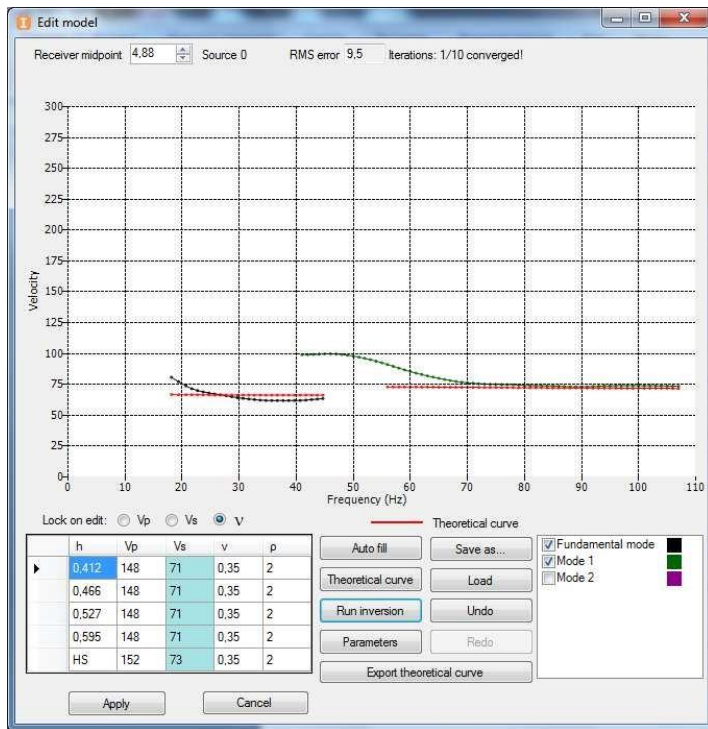 Edit model
Receiver midpoint 4,88 Source 0 RMS error 9,5 Iterations: 1/10 converged!
300
275
250
225
200
175
150
125
100
75
50
25
0
Velocity
0 10 20 30 40 50 60 70 80 90 100 110
Frequency (Hz)
Lock on edit: Vp Vs ν
Theoretical curve
h Vp Vs ν ρ
0,412 148 71 0,35 2
0,466 148 71 0,35 2
0,527 148 71 0,35 2
0,595 148 71 0,35 2
HS 152 73 0,35 2
Auto fill Save as...
Theoretical curve Load
Run inversion Undo
Parameters Redo
Export theoretical curve
Fundamental mode
Mode 1
Mode 2
Apply Cancel